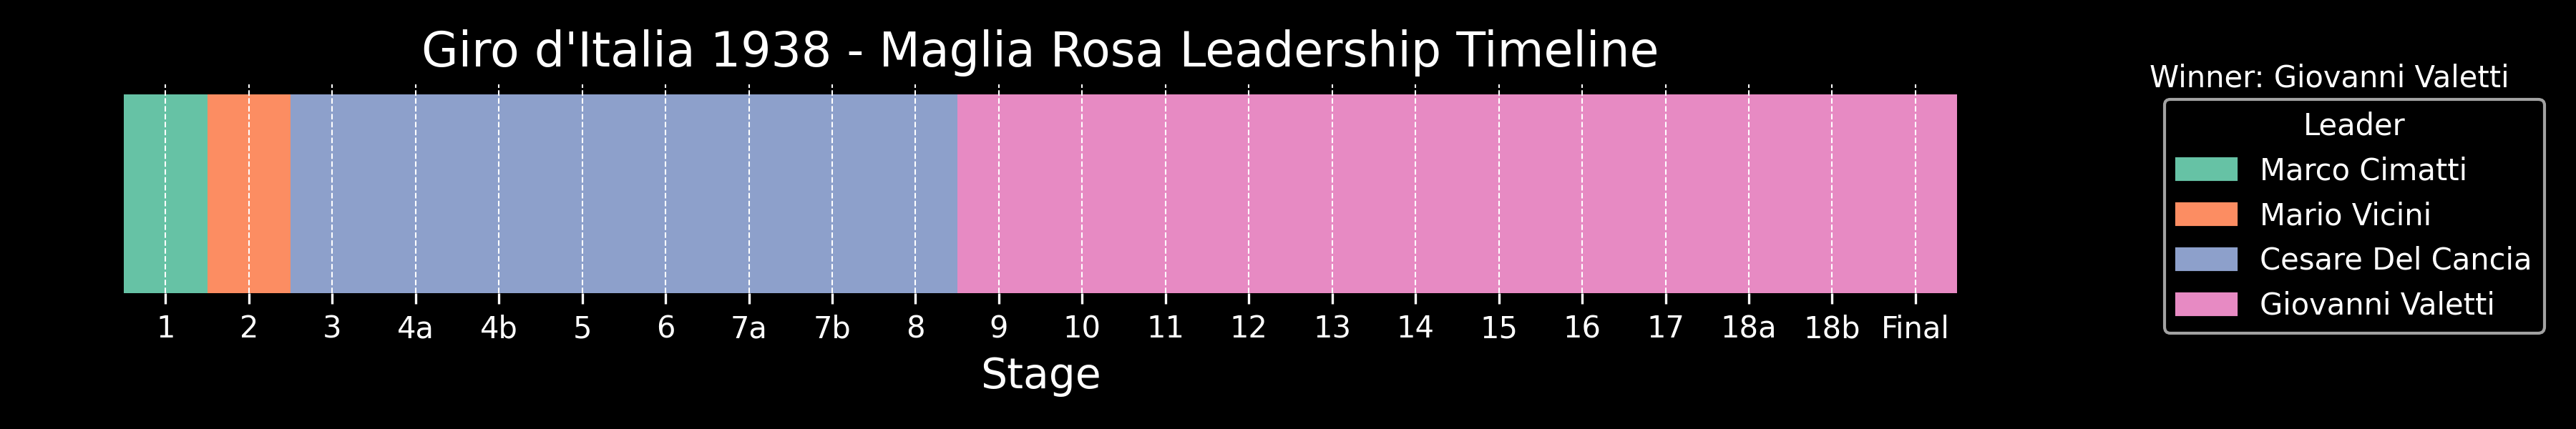 Giro d'Italia 1938 - Maglia Rosa Leadership Timeline
Winner: Giovanni Valetti
Leader
Marco Cimatti
Mario Vicini
Cesare Del Cancia
Giovanni Valetti
1 2 3 4a 4b 5 6 7a 7b 8 9 10 11 12 13 14 15 16 17 18a 18b Final
Stage